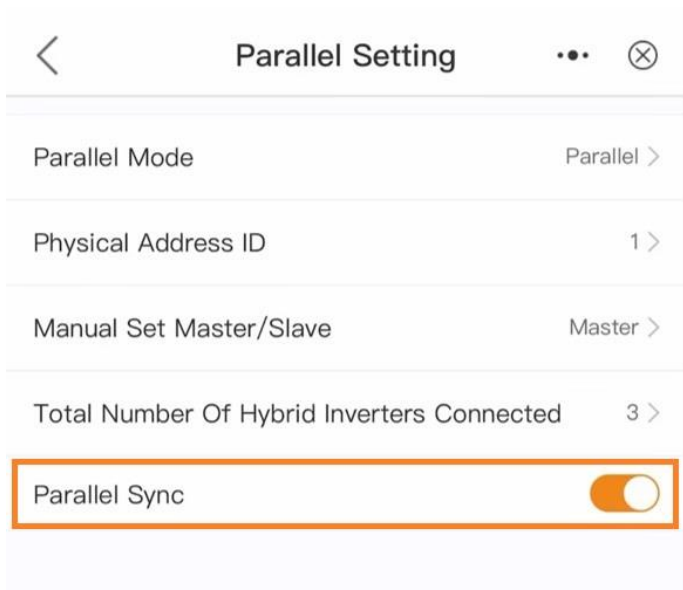 Parallel Setting
Parallel Mode Parallel
Physical Address ID 1
Manual Set Master/Slave Master
Total Number Of Hybrid Inverters Connected 3
Parallel Sync